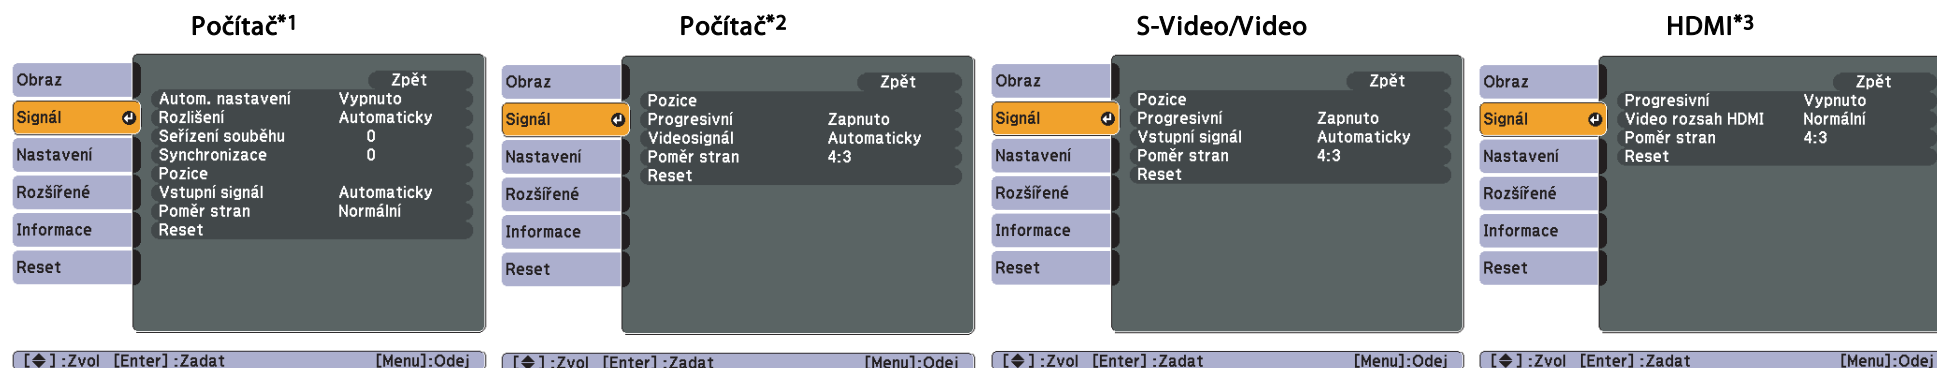 Počítač*1
Obraz
Signál
Nastavení
Rozšířené
Informace
Reset
Zpět
Autom. nastavení Vypnuto
Rozlišení Automaticky
Seřízení souběhu 0
Synchronizace 0
Pozice
Vstupní signál Automaticky
Poměr stran Normální
Reset
[◆] :Zvol [Enter] :Zadat [Menu]:Odej
Počítač*2
Obraz
Signál
Nastavení
Rozšířené
Informace
Reset
Zpět
Pozice
Progresivní Zapnuto
Videosignál Automaticky
Poměr stran 4:3
Reset
[◆] :Zvol [Enter] :Zadat [Menu]:Odej
S-Video/Video
Obraz
Signál
Nastavení
Rozšířené
Informace
Reset
Zpět
Pozice
Progresivní Zapnuto
Vstupní signál Automaticky
Poměr stran 4:3
Reset
[◆] :Zvol [Enter] :Zadat [Menu]:Odej
HDMI*3
Obraz
Signál
Nastavení
Rozšířené
Informace
Reset
Zpět
Progresivní Vypnuto
Video rozsah HDMI Normální
Poměr stran 4:3
Reset
[◆] :Zvol [Enter] :Zadat [Menu]:Odej